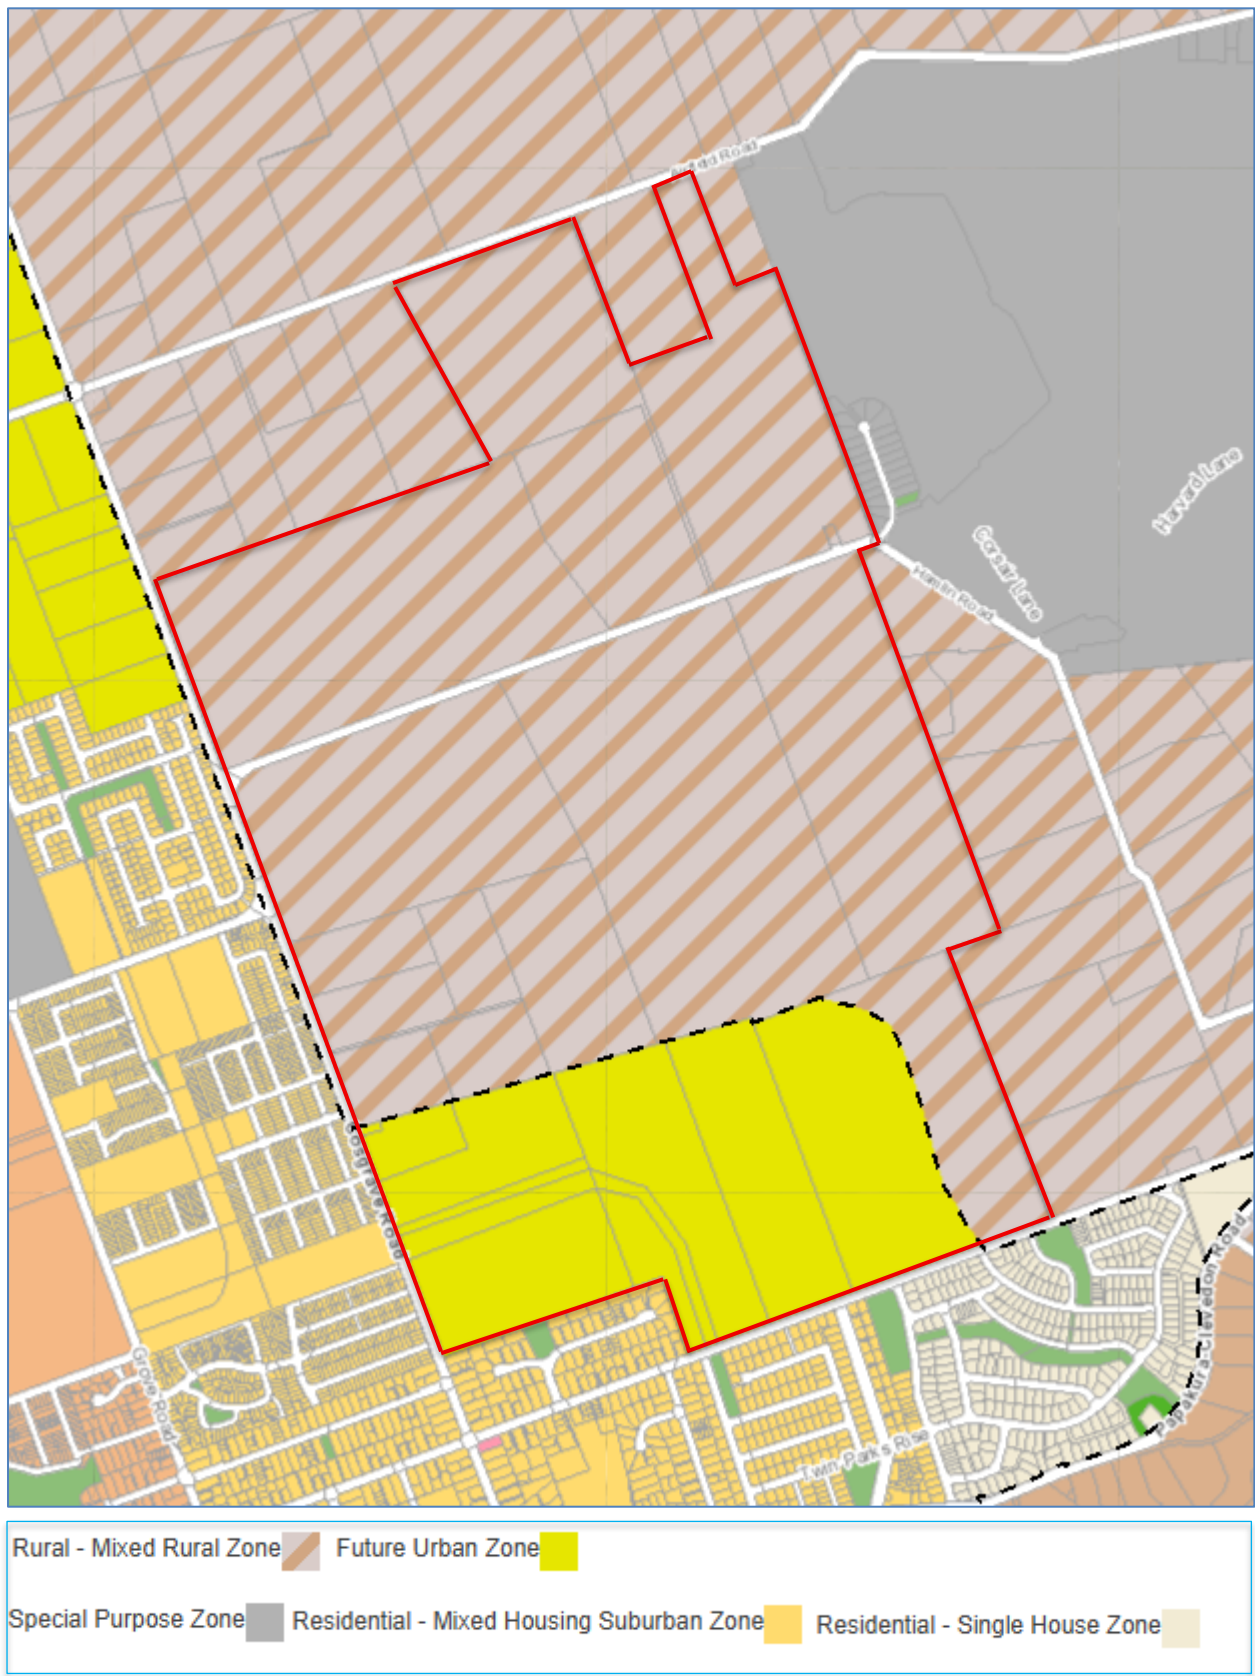 Road
Harvard Lane
Corsair Lane
Hamlin Road
Cosgrave Road
Grove Road
Twin Parks Rise
Papakura Clevedon Road
Rural - Mixed Rural Zone Future Urban Zone
Special Purpose Zone Residential - Mixed Housing Suburban Zone Residential - Single House Zone